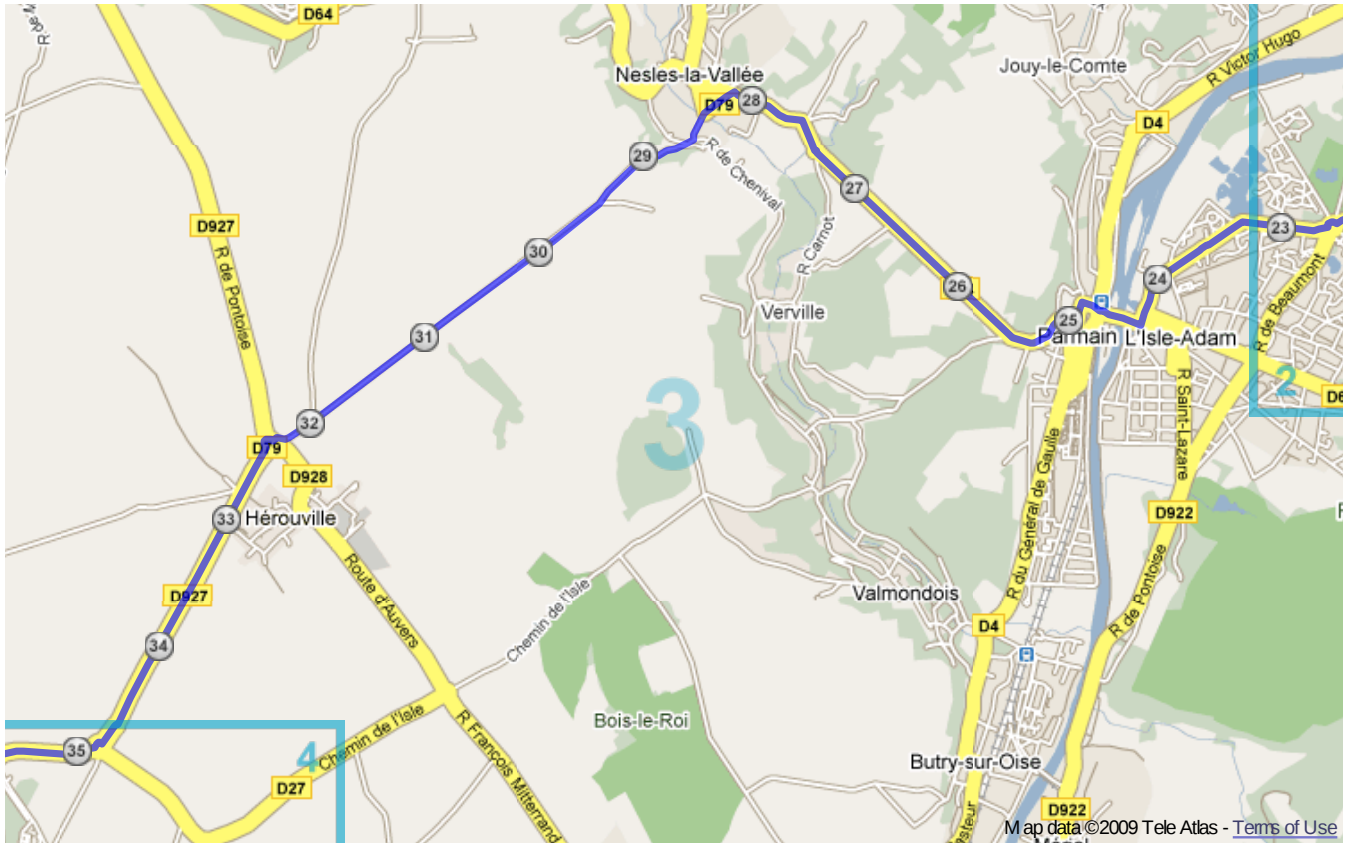 D64
R de
Nesles-la-Vallée
Jouy-le-Comte
R Victor Hugo
D79
28
D4
29
R de Chenival
27
D927
R de Pontoise
30
R Carnot
23
24
26
25
R de Beaumont
Verville
31
Parmain
L'Isle-Adam
2
D6
R Saint-Lazare
3
32
D79
D928
33
Hérouville
R du Général de Gaulle
D922
Route d'Auvers
D927
Chemin de l'Isle
Valmondois
R de Pontoise
D4
34
Bois-le-Roi
35
4
Chemin de l'Isle
R François Mitterrand
D27
Butry-sur-Oise
D922
asteur
Map data ©2009 Tele Atlas - Terms of Use